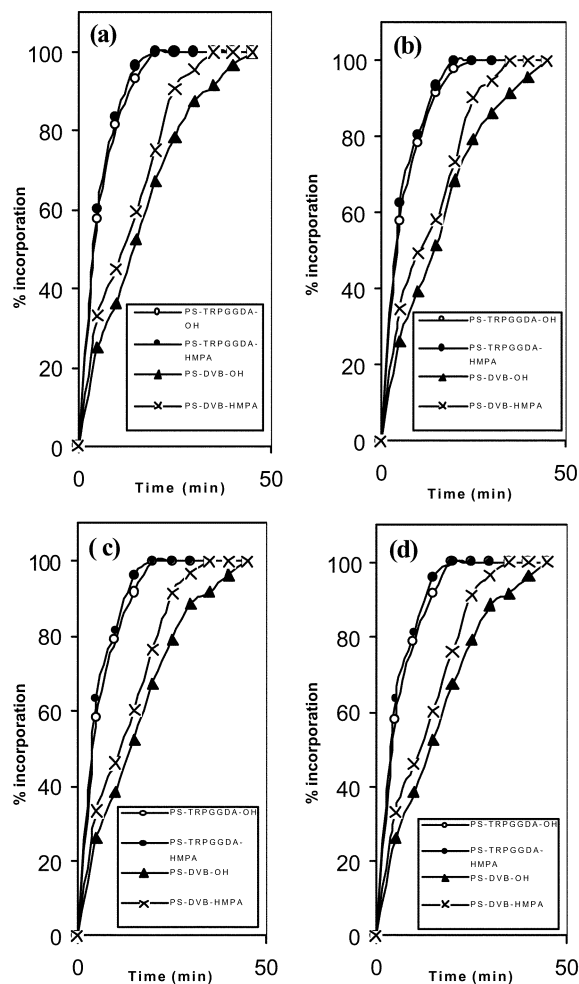 (a)
% incorporation
100
80
60
40
20
0
PS-TRPGGDA-
OH
PS-TRPGGDA-
HMPA
PS-DVB-OH
PS-DVB-HMPA
0
50
Time (min)
(b)
% incorporation
100
80
60
40
20
0
PS-TRPGGDA-OH
PS-TRPGGDA-
HMPA
PS-DVB-OH
PS-DVB-HMPA
0
50
Time (min)
( c)
% incorporation
100
80
60
40
20
0
PS-TRPGGDA-OH
PS-TRPGGDA-
HMPA
PS-DVB-OH
PS-DVB-HMPA
0
50
Time (min)
(d)
% incorporation
100
80
60
40
20
0
PS-TRPGGDA-OH
PS-TRPGGDA-
HMPA
PS-DVB-OH
PS-DVB-HMPA
0
50
Time (min)